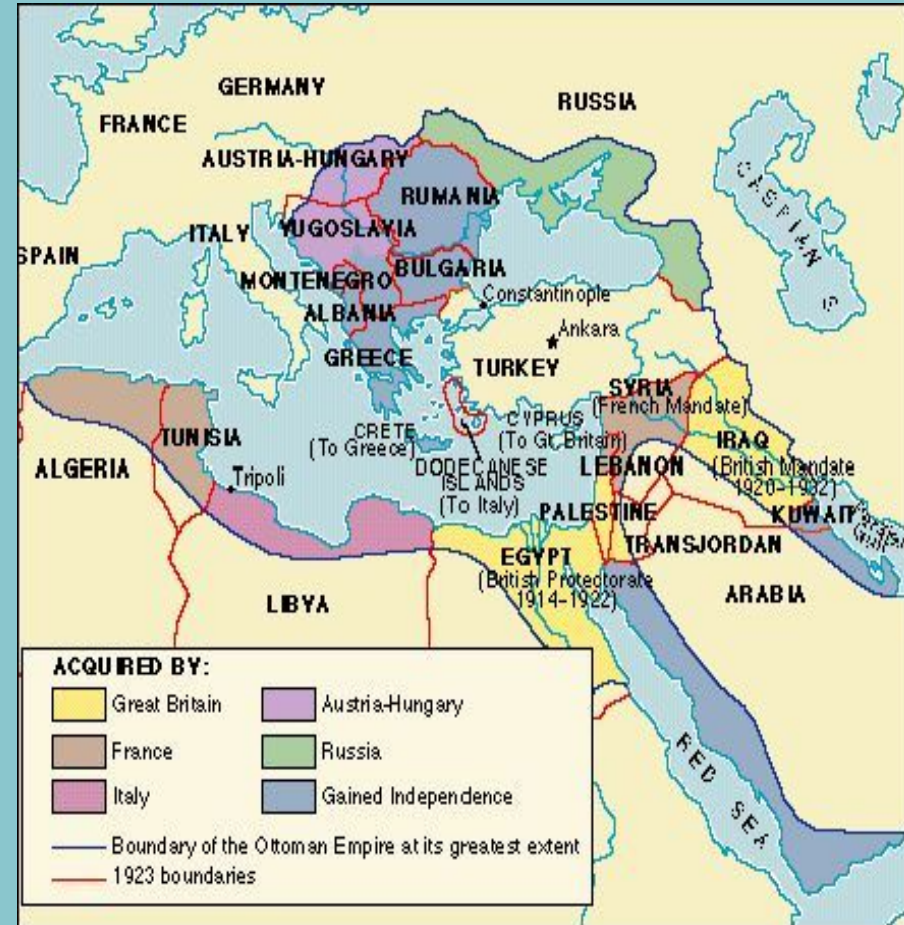 GERMANY
RUSSIA
FRANCE
AUSTRIA-HUNGARY
CASPIAN
S
RUMANIA
ITALY
YUGOSLAVIA
SPAIN
BULGARIA
MONTENEGRO
Constantinople
ALBANIA
Ankara
GREECE
TURKEY
SYRIA
(French Mandate)
CRETE
(To Greece)
CYPRUS
(To Gt. Britain)
TUNISIA
IRAQ
(British Mandate
1920–1932)
ALGERIA
Tripoli
DODECANESE
ISLANDS
(To Italy)
LEBANON
PALESTINE
KUWAIT
Persian
Gulf
TRANSJORDAN
EGYPT
(British Protectorate
1914–1922)
ARABIA
LIBYA
RED SEA
ACQUIRED BY:
Great Britain
Austria-Hungary
France
Russia
Italy
Gained Independence
Boundary of the Ottoman Empire at its greatest extent
1923 boundaries